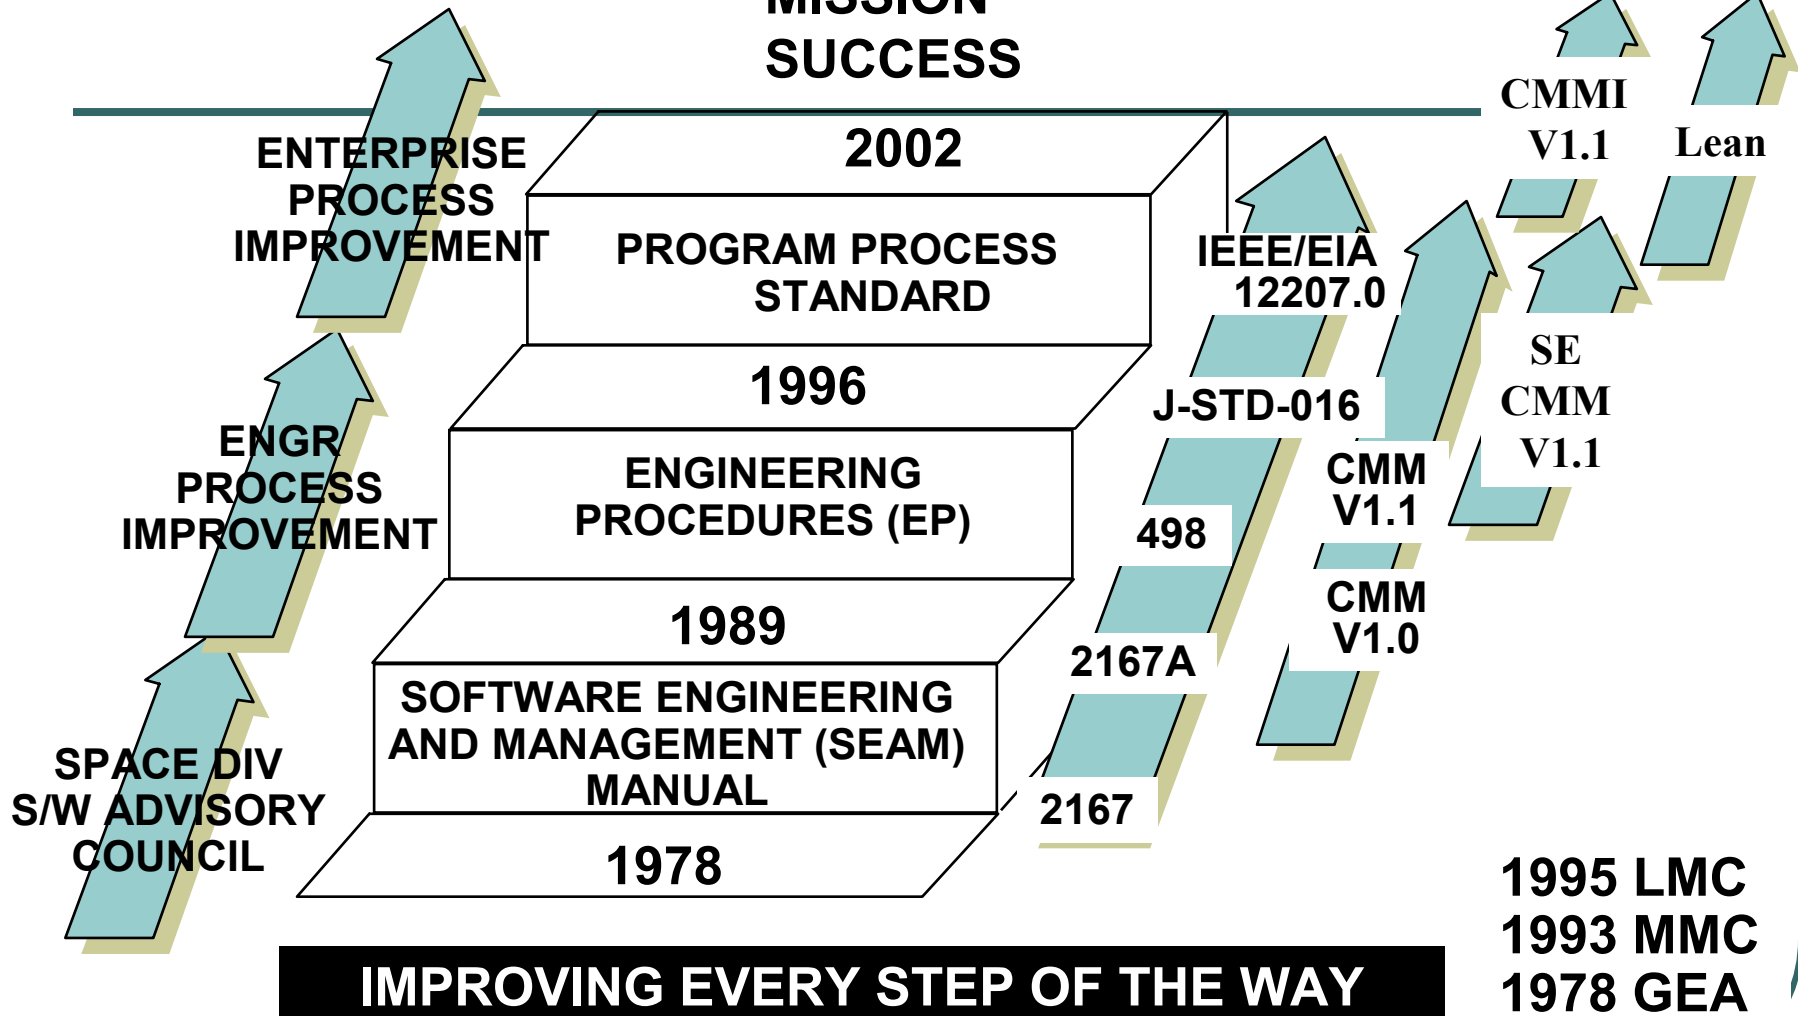 MISSION
SUCCESS
ENTERPRISE
PROCESS
IMPROVEMENT
ENGR
PROCESS
IMPROVEMENT
SPACE DIV
S/W ADVISORY
COUNCIL
2002
PROGRAM PROCESS
STANDARD
1996
ENGINEERING
PROCEDURES (EP)
1989
SOFTWARE ENGINEERING
AND MANAGEMENT (SEAM)
MANUAL
1978
IEEE/EIA
12207.0
J-STD-016
498
2167A
2167
CMM
V1.1
CMM
V1.0
CMMI
V1.1
SE
CMM
V1.1
Lean
IMPROVING EVERY STEP OF THE WAY
1995 LMC
1993 MMC
1978 GEA